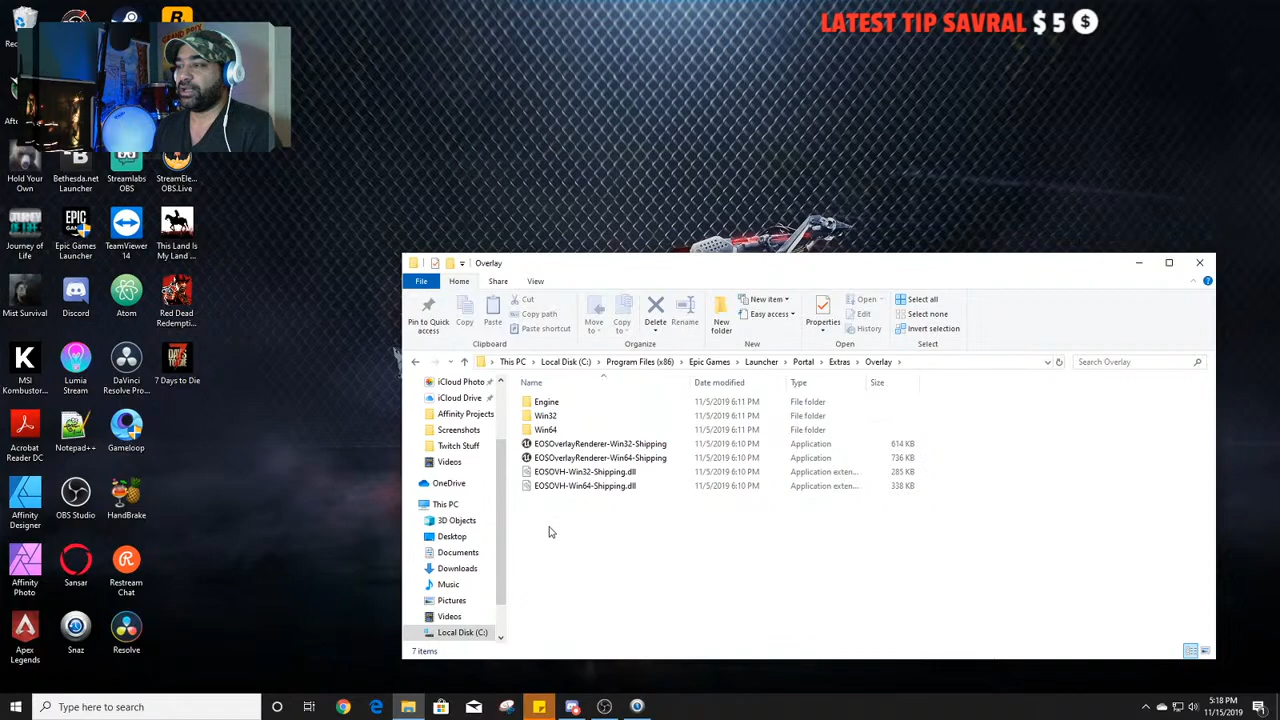 LATEST TIP SAVRAL $ 5
GRAND PRIX
Hold Your
Own
Bethesda.net
Launcher
Streamlabs
OBS
StreamEle...
OBS.Live
Journey of
Life
Epic Games
Launcher
TeamViewer
14
This Land Is
My Land ...
Mist Survival
Discord
Atom
Red Dead
Redempti...
MSI
Kombustor...
Lumia
Stream
DaVinci
Resolve Pro...
7 Days to Die
Acrobat
Reader DC
Notepad++
Gameloop
Affinity
Designer
OBS Studio
HandBrake
Affinity
Photo
Sansar
Restream
Chat
Apex
Legends
Snaz
Resolve
Overlay
File
Home
Share
View
Pin to Quick
access
Copy
Paste
Cut
Copy path
Paste shortcut
Clipboard
Move
to
Copy
to
Delete
Rename
Organize
New
folder
New item
Easy access
New
Properties
Open
Edit
History
Open
Select all
Select none
Invert selection
Select
This PC > Local Disk (C:) > Program Files (x86) > Epic Games > Launcher > Portal > Extras > Overlay >
Search Overlay
iCloud Photo
iCloud Drive
Affinity Projects
Screenshots
Twitch Stuff
Videos
OneDrive
This PC
3D Objects
Desktop
Documents
Downloads
Music
Pictures
Videos
Local Disk (C:)
Name Date modified Type Size
Engine 11/5/2019 6:11 PM File folder
Win32 11/5/2019 6:11 PM File folder
Win64 11/5/2019 6:11 PM File folder
EOSOverlayRenderer-Win32-Shipping 11/5/2019 6:10 PM Application 614 KB
EOSOverlayRenderer-Win64-Shipping 11/5/2019 6:10 PM Application 736 KB
EOSOVH-Win32-Shipping.dll 11/5/2019 6:10 PM Application exten... 285 KB
EOSOVH-Win64-Shipping.dll 11/5/2019 6:10 PM Application exten... 338 KB
7 items
Type here to search
5:18 PM
11/15/2019